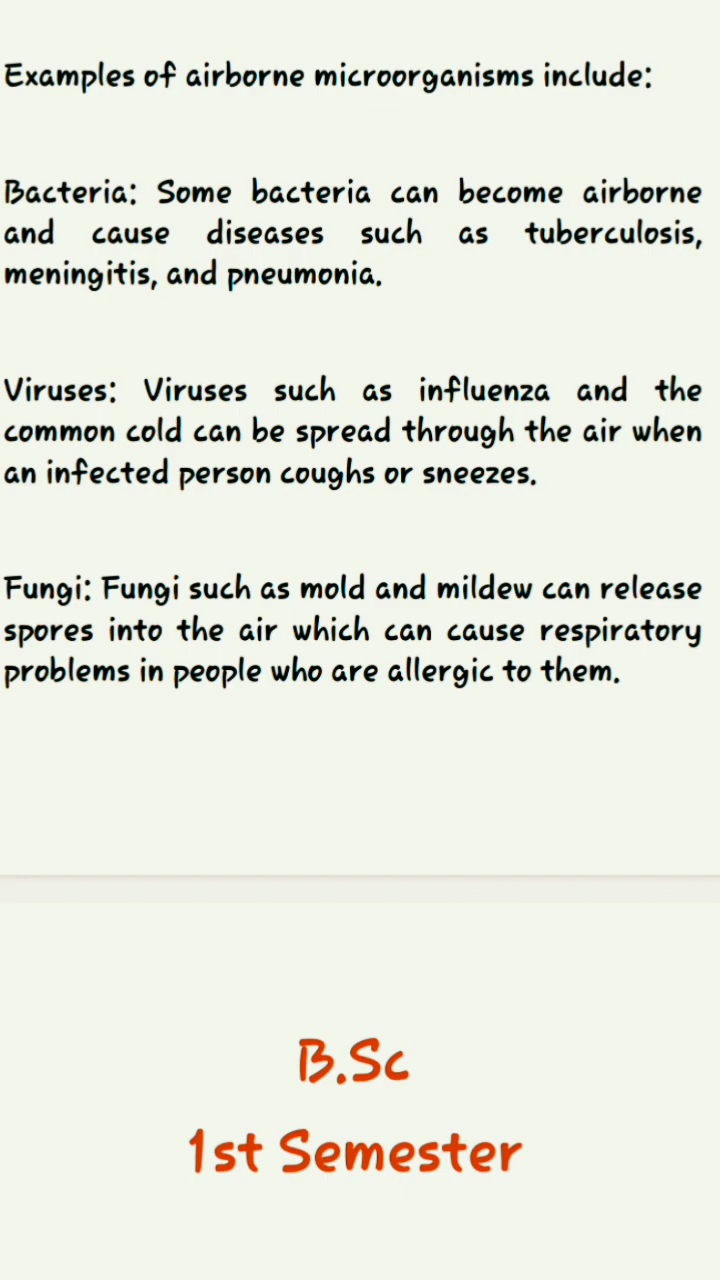 Examples of airborne microorganisms include:
Bacteria: Some bacteria can become airborne
and cause diseases such as tuberculosis,
meningitis, and pneumonia.
Viruses: Viruses such as influenza and the
common cold can be spread through the air when
an infected person coughs or sneezes.
Fungi: Fungi such as mold and mildew can release
spores into the air which can cause respiratory
problems in people who are allergic to them.
B.Sc
1st Semester